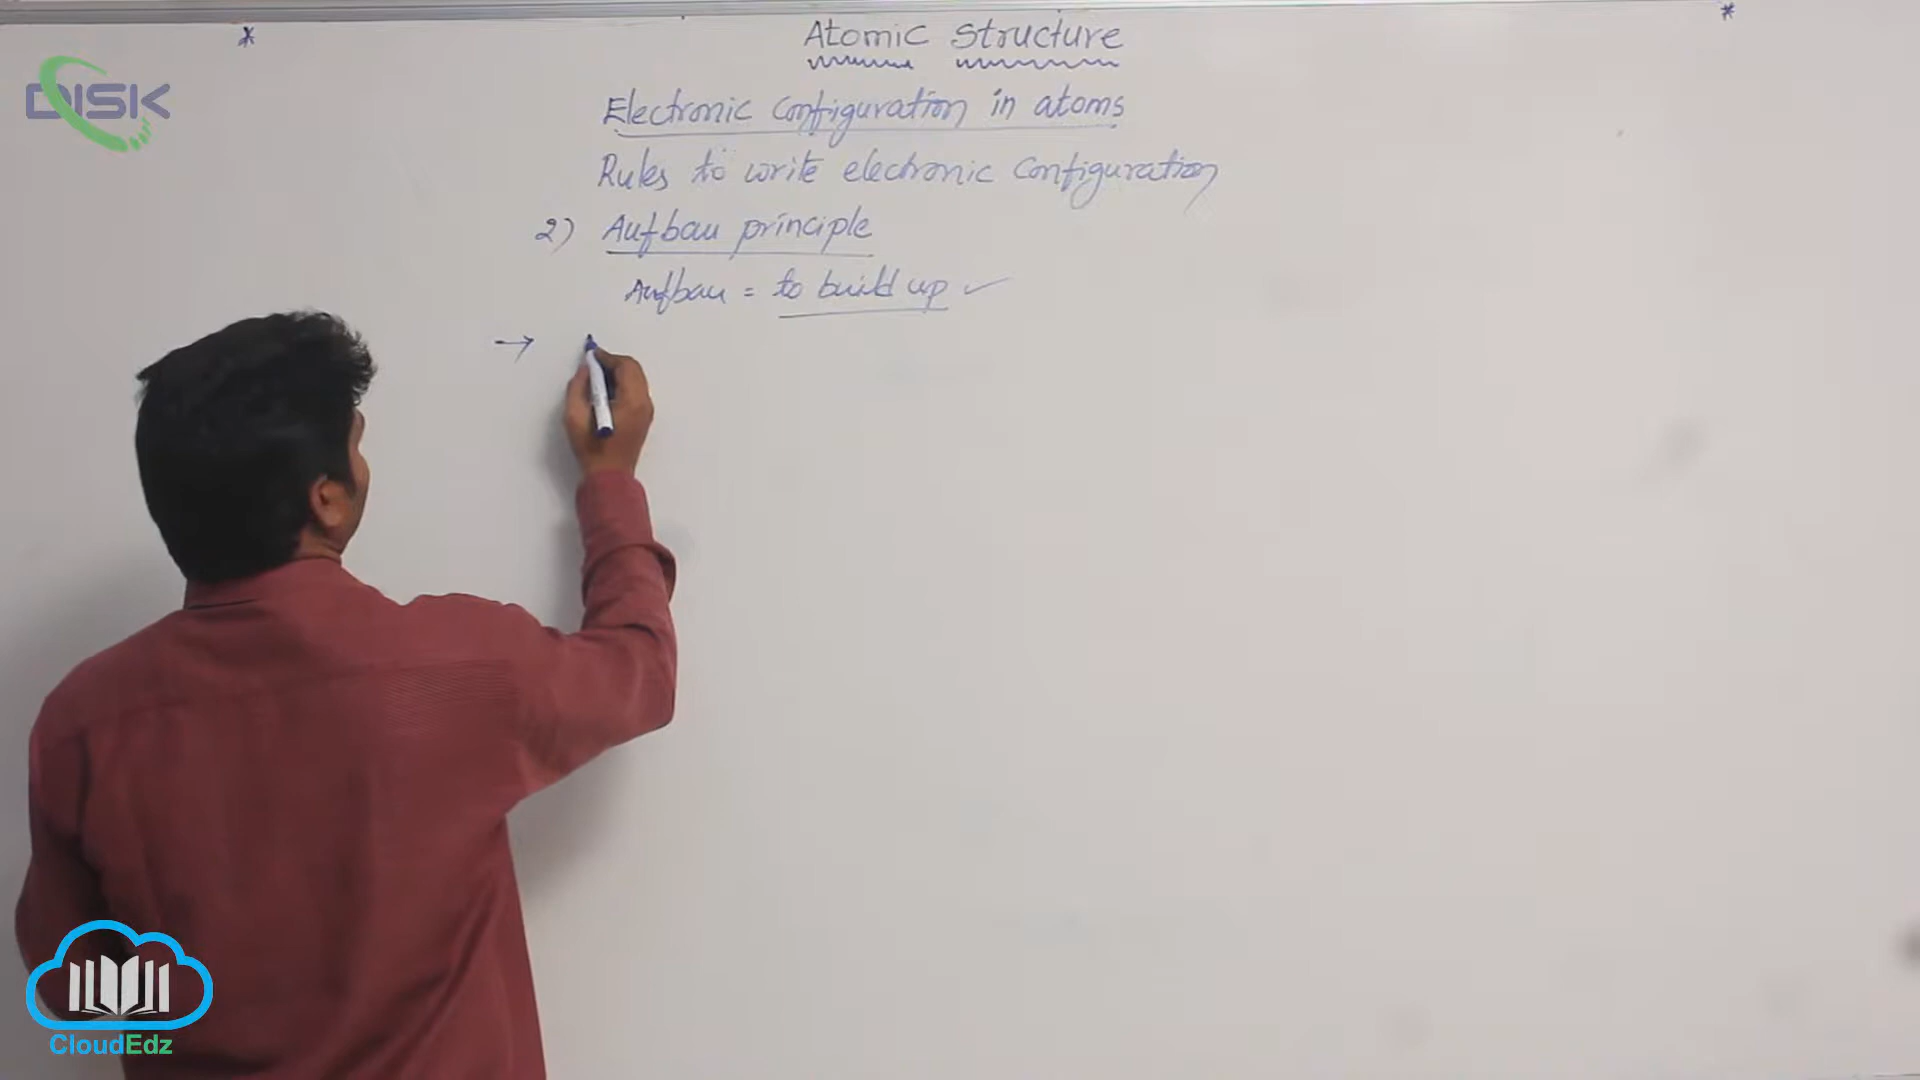 Atomic Structure
DISK
Electronic Configuration in atoms
Rules to write electronic Configuration
2) Aufbau principle
Aufbau = to build up ✓
→
CloudEdz